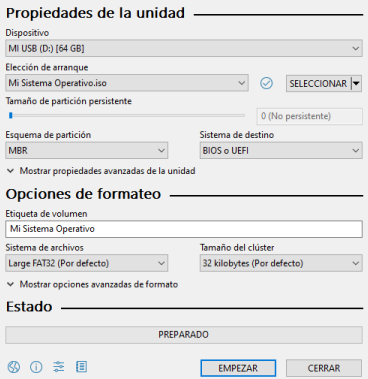 Propiedades de la unidad
Dispositivo
MI USB (D:) [64 GB]
Elección de arranque
Mi Sistema Operativo.iso
SELECCIONAR
Tamaño de partición persistente
0 (No persistente)
Esquema de partición
Sistema de destino
MBR
BIOS o UEFI
Mostrar propiedades avanzadas de la unidad
Opciones de formateo
Etiqueta de volumen
Mi Sistema Operativo
Sistema de archivos
Tamaño del clúster
Large FAT32 (Por defecto)
32 kilobytes (Por defecto)
Mostrar opciones avanzadas de formato
Estado
PREPARADO
EMPEZAR
CERRAR